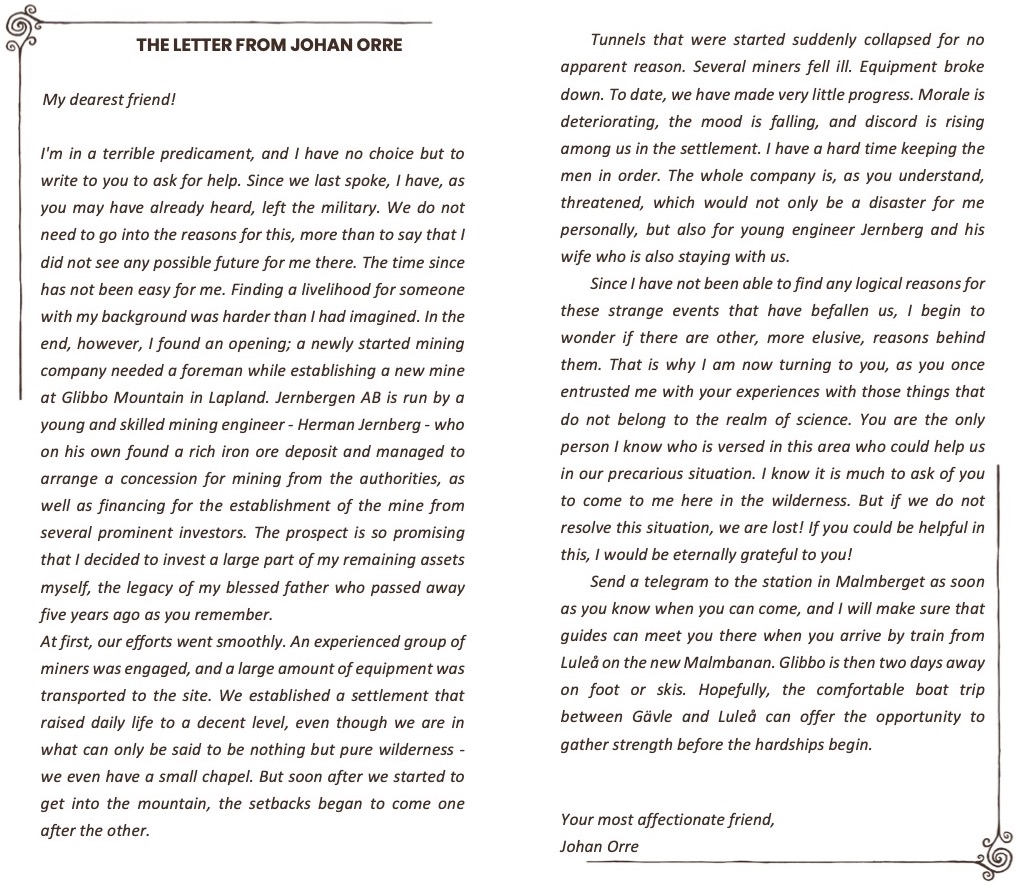 THE LETTER FROM JOHAN ORRE
My dearest friend!
I'm in a terrible predicament, and I have no choice but to
write to you to ask for help. Since we last spoke, I have, as
you may have already heard, left the military. We do not
need to go into the reasons for this, more than to say that I
did not see any possible future for me there. The time since
has not been easy for me. Finding a livelihood for someone
with my background was harder than I had imagined. In the
end, however, I found an opening; a newly started mining
company needed a foreman while establishing a new mine
at Glibbo Mountain in Lapland. Jernbergen AB is run by a
young and skilled mining engineer - Herman Jernberg - who
on his own found a rich iron ore deposit and managed to
arrange a concession for mining from the authorities, as
well as financing for the establishment of the mine from
several prominent investors. The prospect is so promising
that I decided to invest a large part of my remaining assets
myself, the legacy of my blessed father who passed away
five years ago as you remember.
At first, our efforts went smoothly. An experienced group of
miners was engaged, and a large amount of equipment was
transported to the site. We established a settlement that
raised daily life to a decent level, even though we are in
what can only be said to be nothing but pure wilderness -
we even have a small chapel. But soon after we started to
get into the mountain, the setbacks began to come one
after the other.
Tunnels that were started suddenly collapsed for no
apparent reason. Several miners fell ill. Equipment broke
down. To date, we have made very little progress. Morale is
deteriorating, the mood is falling, and discord is rising
among us in the settlement. I have a hard time keeping the
men in order. The whole company is, as you understand,
threatened, which would not only be a disaster for me
personally, but also for young engineer Jernberg and his
wife who is also staying with us.
Since I have not been able to find any logical reasons for
these strange events that have befallen us, I begin to
wonder if there are other, more elusive, reasons behind
them. That is why I am now turning to you, as you once
entrusted me with your experiences with those things that
do not belong to the realm of science. You are the only
person I know who is versed in this area who could help us
in our precarious situation. I know it is much to ask of you
to come to me here in the wilderness. But if we do not
resolve this situation, we are lost! If you could be helpful in
this, I would be eternally grateful to you!
Send a telegram to the station in Malmberget as soon
as you know when you can come, and I will make sure that
guides can meet you there when you arrive by train from
Luleå on the new Malmbanan. Glibbo is then two days away
on foot or skis. Hopefully, the comfortable boat trip
between Gävle and Luleå can offer the opportunity to
gather strength before the hardships begin.
Your most affectionate friend,
Johan Orre